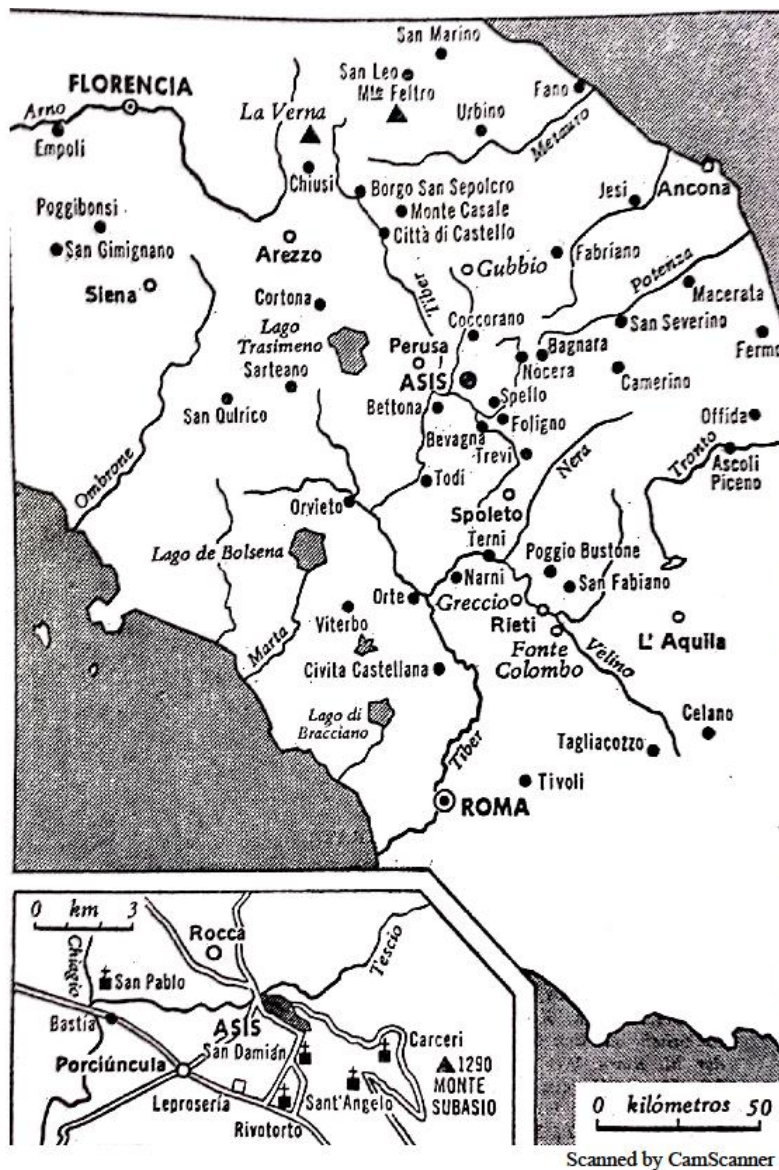 San Marino
FLORENCIA
San Leo
Mte Feltro
Fano
La Verna
Arno
Urbino
Empoli
Metauro
Chiusi
Borgo San Sepolcro
Jesi
Ancona
Poggibonsi
Monte Casale
San Gimignano
Città di Castello
Arezzo
Fabriano
Gubbio
Siena
Potenza
Macerata
Cortona
Tiber
Lago
Trasimeno
Coccorano
San Severino
Fermo
Perusa
Bagnara
Nocera
Sarteano
ASIS
Camerino
San Quirico
Bettona
Spello
Foligno
Offida
Bevagna
Trevi
Nera
Tronto
Ascoli
Piceno
Ombrone
Todi
Orvieto
Spoleto
Terni
Lago de Bolsena
Poggio Bustone
Narni
San Fabiano
Orte
Greccio
Viterbo
Rieti
L' Aquila
Marta
Fonte
Colombo
Velino
Civita Castellana
Lago di
Bracciano
Celano
Tiber
Tagliacozzo
Tivoli
ROMA
0 km 3
Rocca
Tescio
Chiagio
San Pablo
Bastía
ASIS
San Damián
Carceri
Porciúncula
1290
MONTE
SUBASIO
Leprosería
Sant'Angelo
Rivotorto
0 kilómetros 50
Scanned by CamScanner